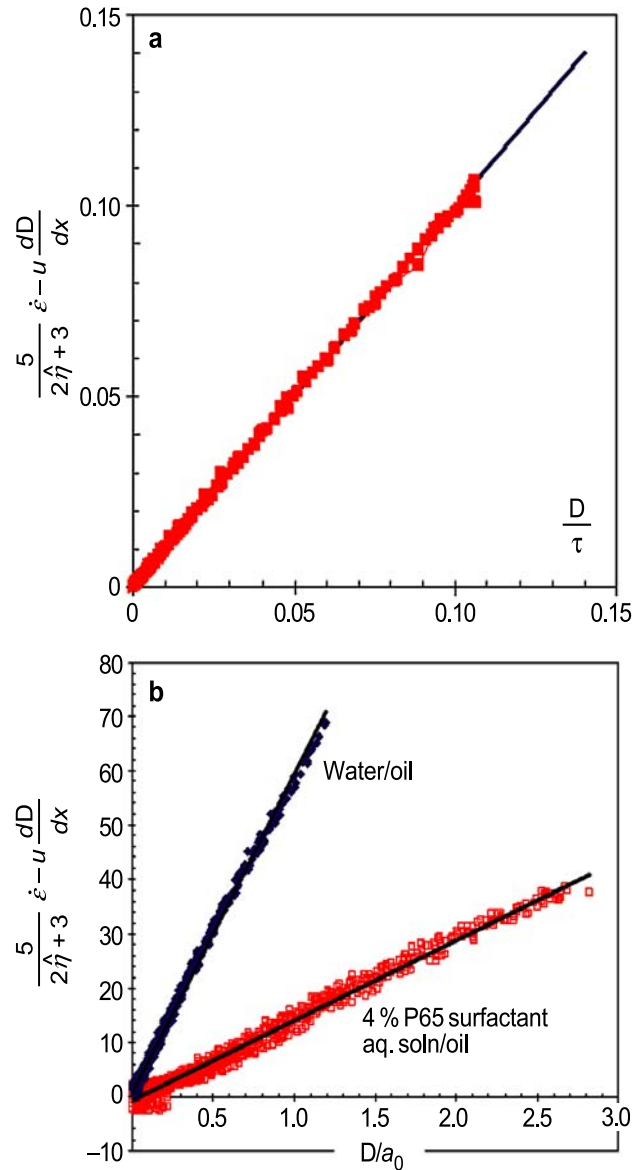 a
0.15
0.10
0.05
0
0 0.05 0.10 0.15
5/(2η̂+3) ε̇ – u dD/dx
D/τ
b
80
70
60
50
40
30
20
10
0
–10
0.5 1.0 1.5 2.0 2.5 3.0
5/(2η̂+3) ε̇ – u dD/dx
Water/oil
4 % P65 surfactant
aq. soln/oil
D/a₀